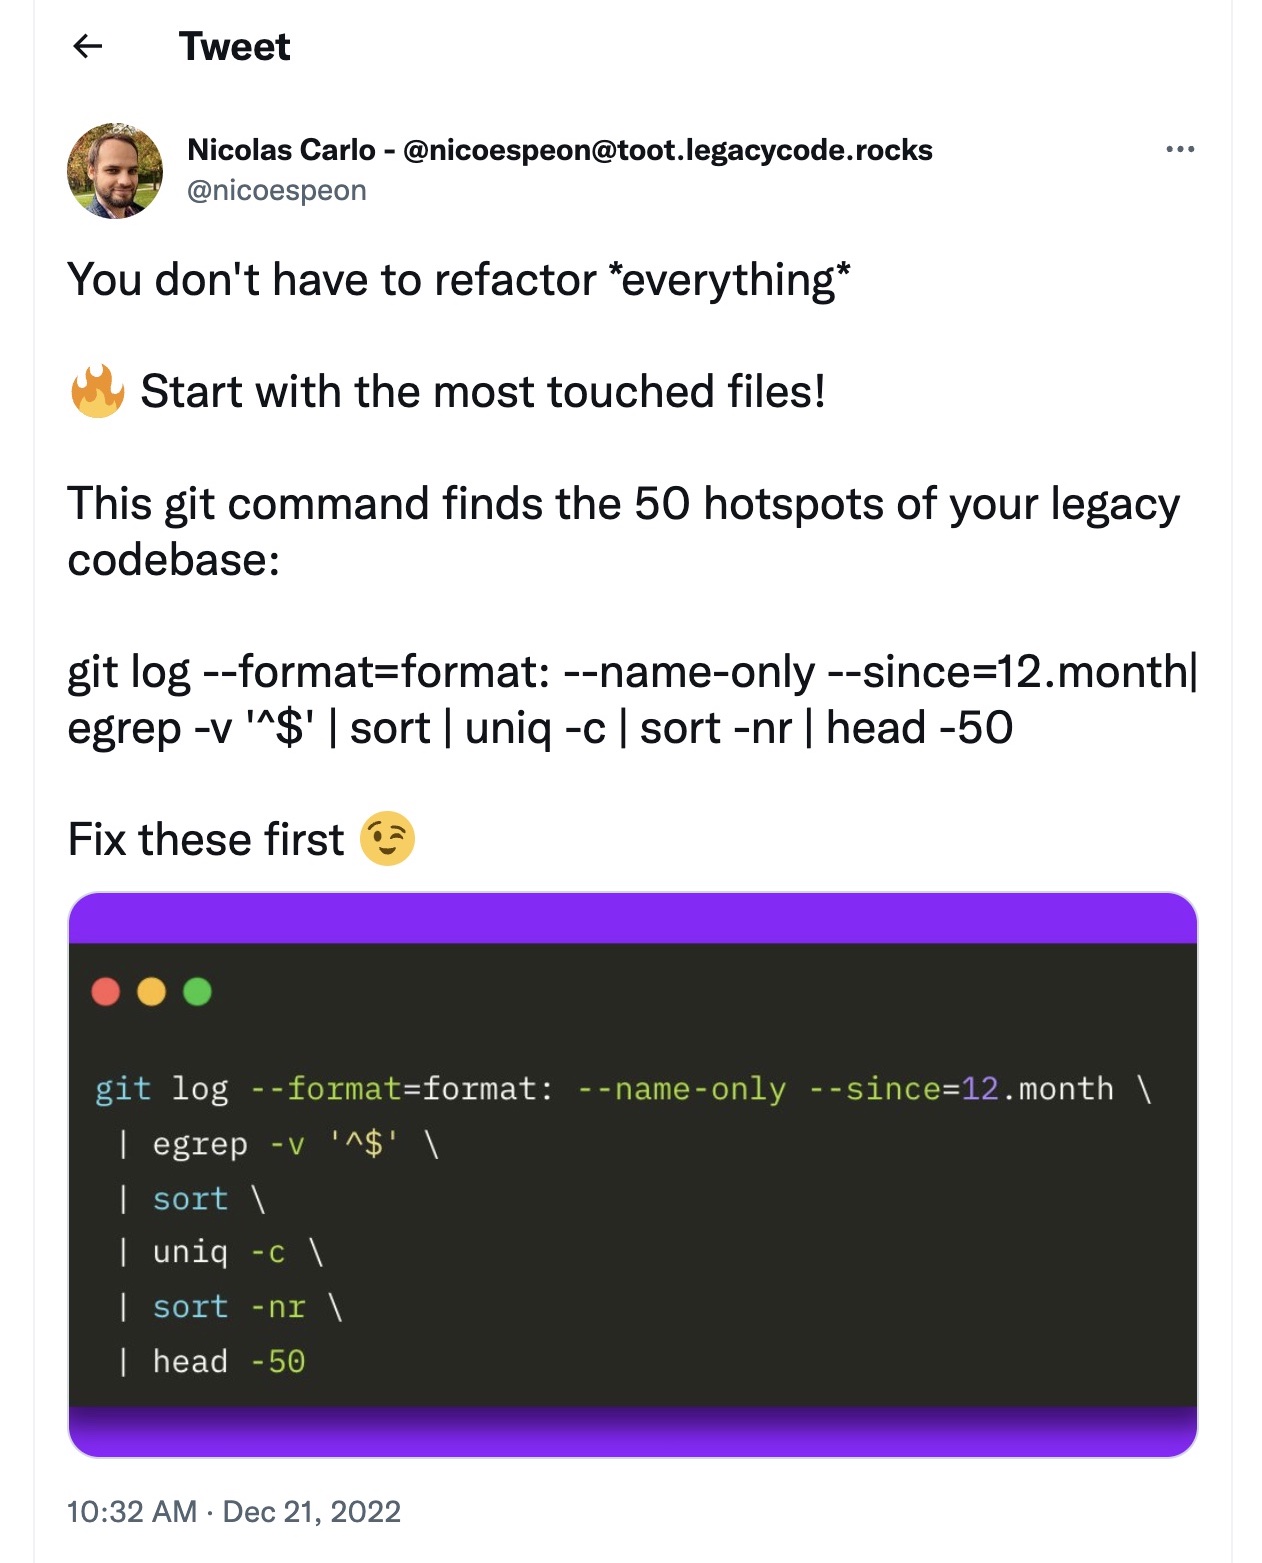 Tweet
Nicolas Carlo - @nicoespeon@toot.legacycode.rocks
@nicoespeon
You don't have to refactor *everything*
🔥 Start with the most touched files!
This git command finds the 50 hotspots of your legacy
codebase:
git log --format=format: --name-only --since=12.month|
egrep -v '^$' | sort | uniq -c | sort -nr | head -50
Fix these first 😉
git log --format=format: --name-only --since=12.month \
| egrep -v '^$' \
| sort \
| uniq -c \
| sort -nr \
| head -50
10:32 AM · Dec 21, 2022